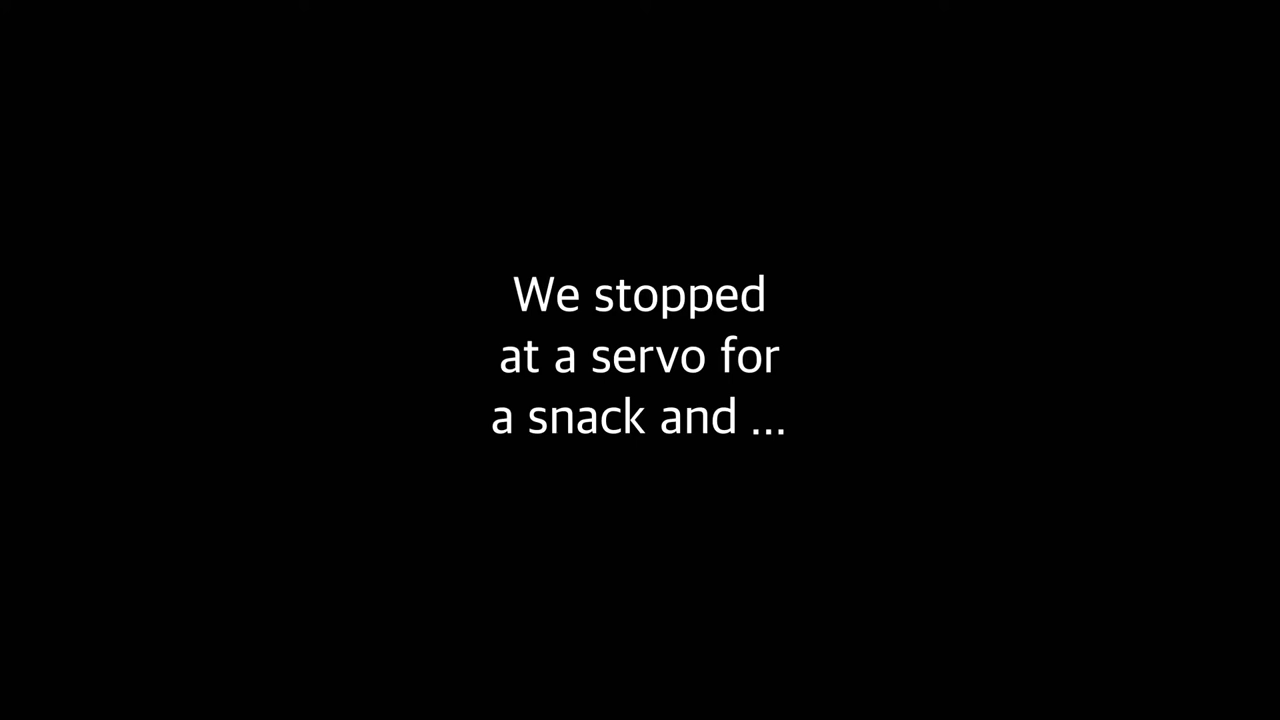 We stopped
at a servo for
a snack and ...